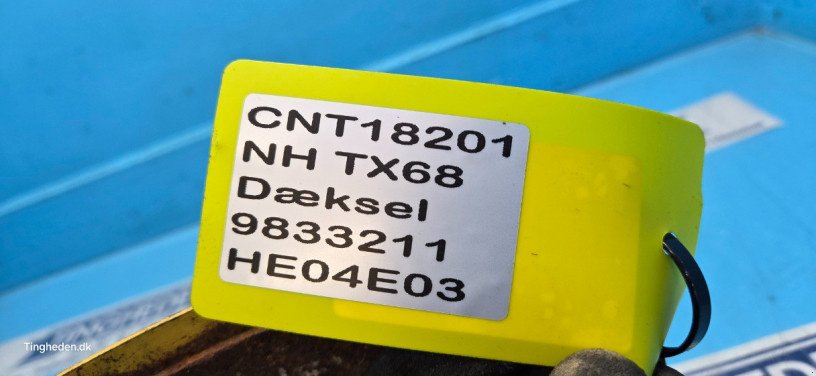 CNT18201
NH TX68
Dæksel
9833211
HE04E03
Tingheden.dk